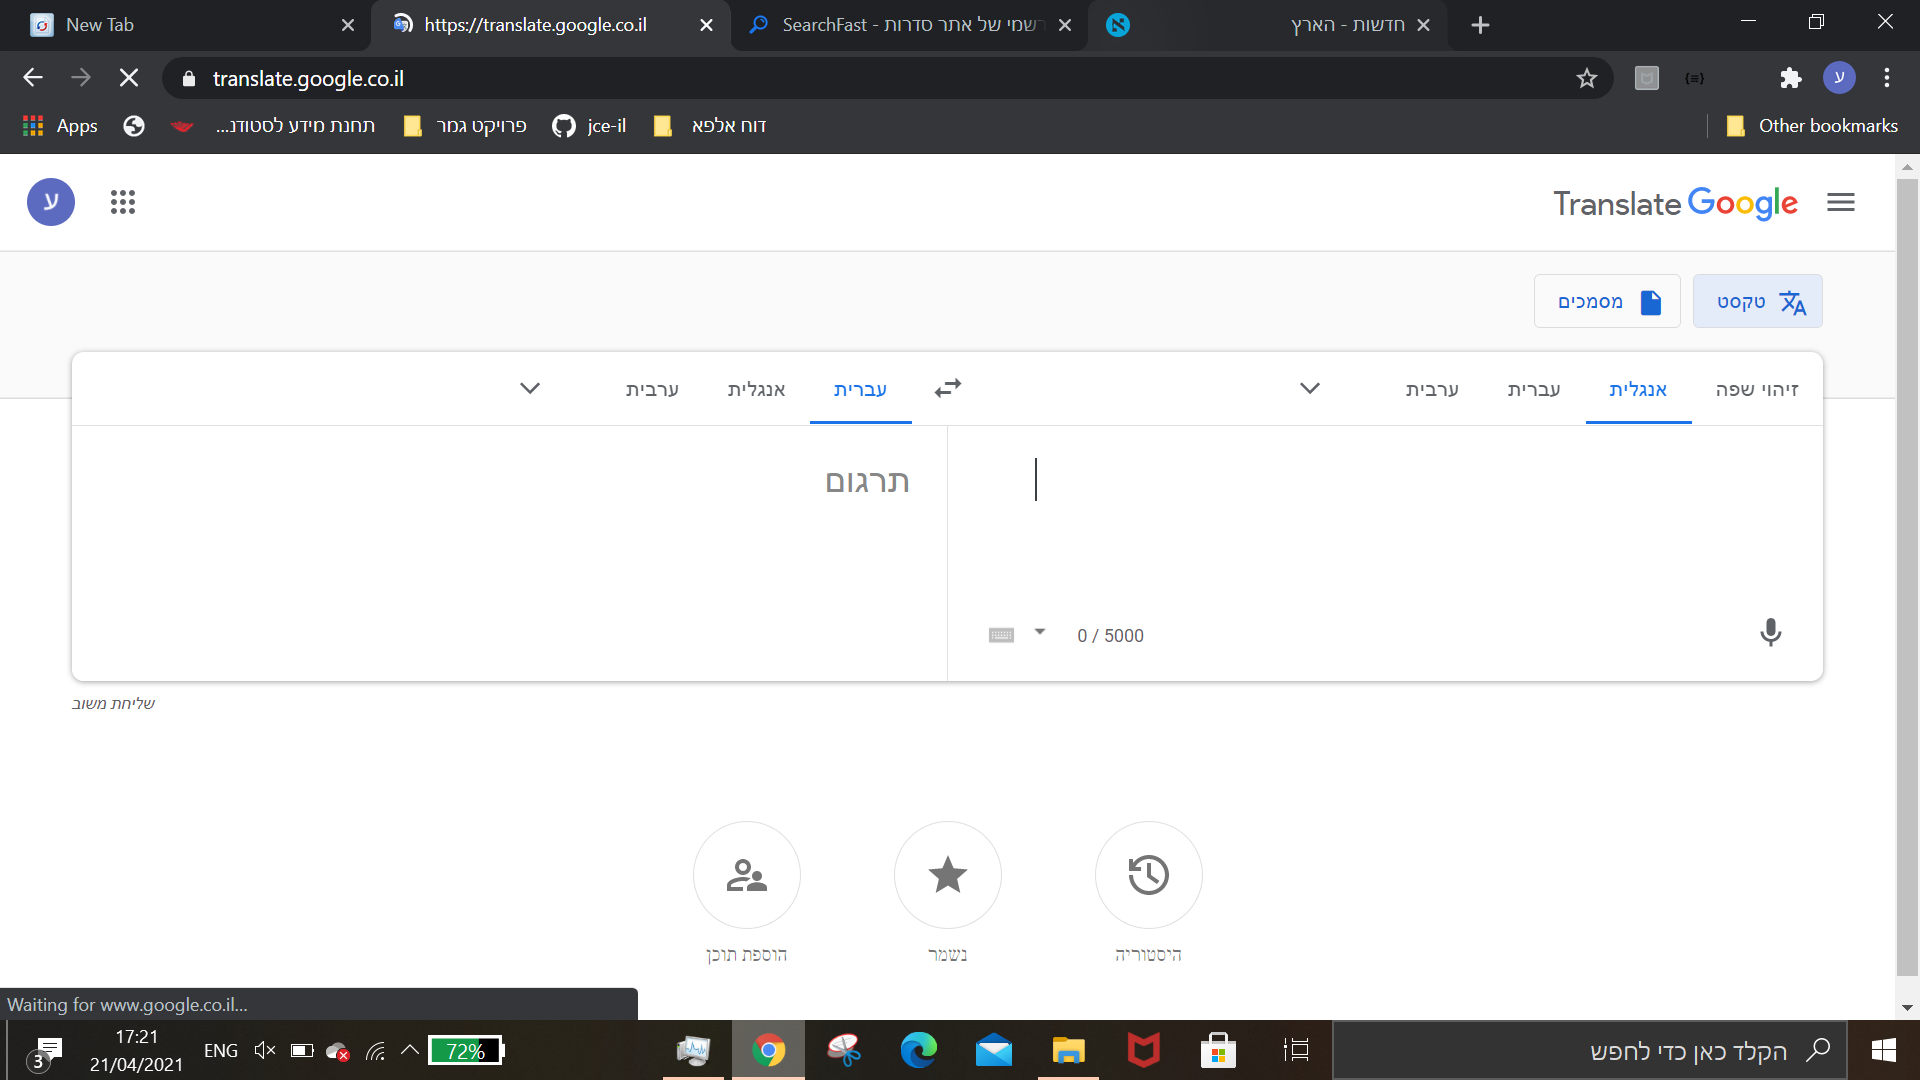 New Tab
https://translate.google.co.il
SearchFast - רשמי של אתר סדרות
חדשות - הארץ
translate.google.co.il
ע
Apps
תחנת מידע לסטודנ...
פרויקט גמר
jce-il
דוח אלפא
Other bookmarks
ע
Translate Google
טקסט
מסמכים
זיהוי שפה
אנגלית
עברית
ערבית
עברית
אנגלית
ערבית
תרגום
0 / 5000
שליחת משוב
היסטוריה
נשמר
הוספת תוכן
Waiting for www.google.co.il...
3
17:21
21/04/2021
ENG
72%
הקלד כאן כדי לחפש